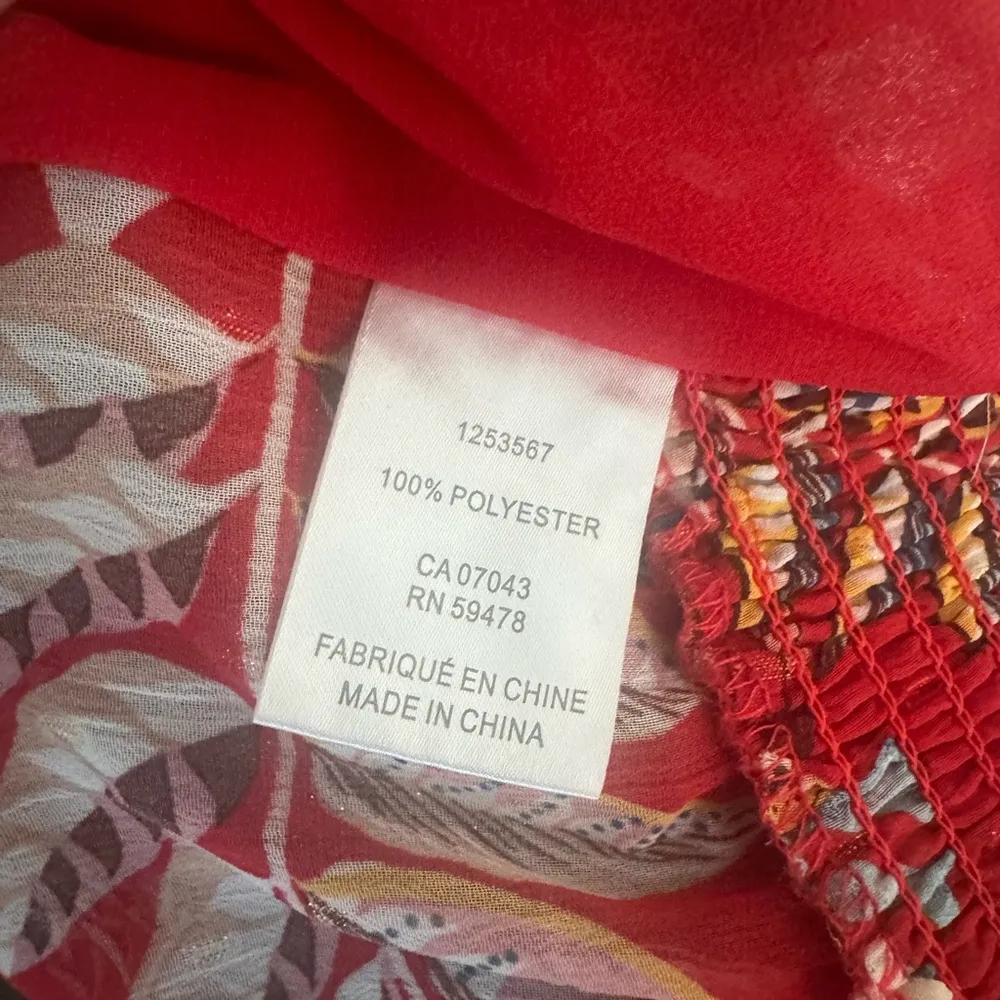 1253567
100% POLYESTER
CA 07043
RN 59478
FABRIQUÉ EN CHINE
MADE IN CHINA